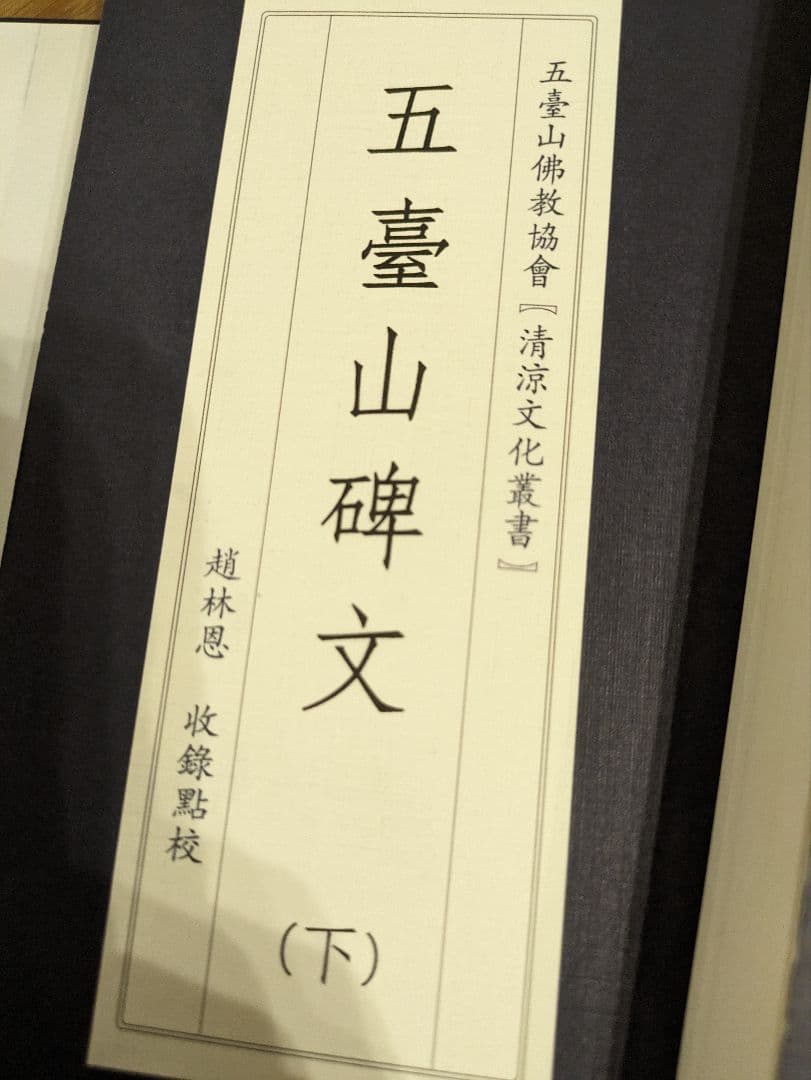 五臺山佛教協會【清涼文化叢書】
五臺山碑文（下）
趙林恩　收錄點校